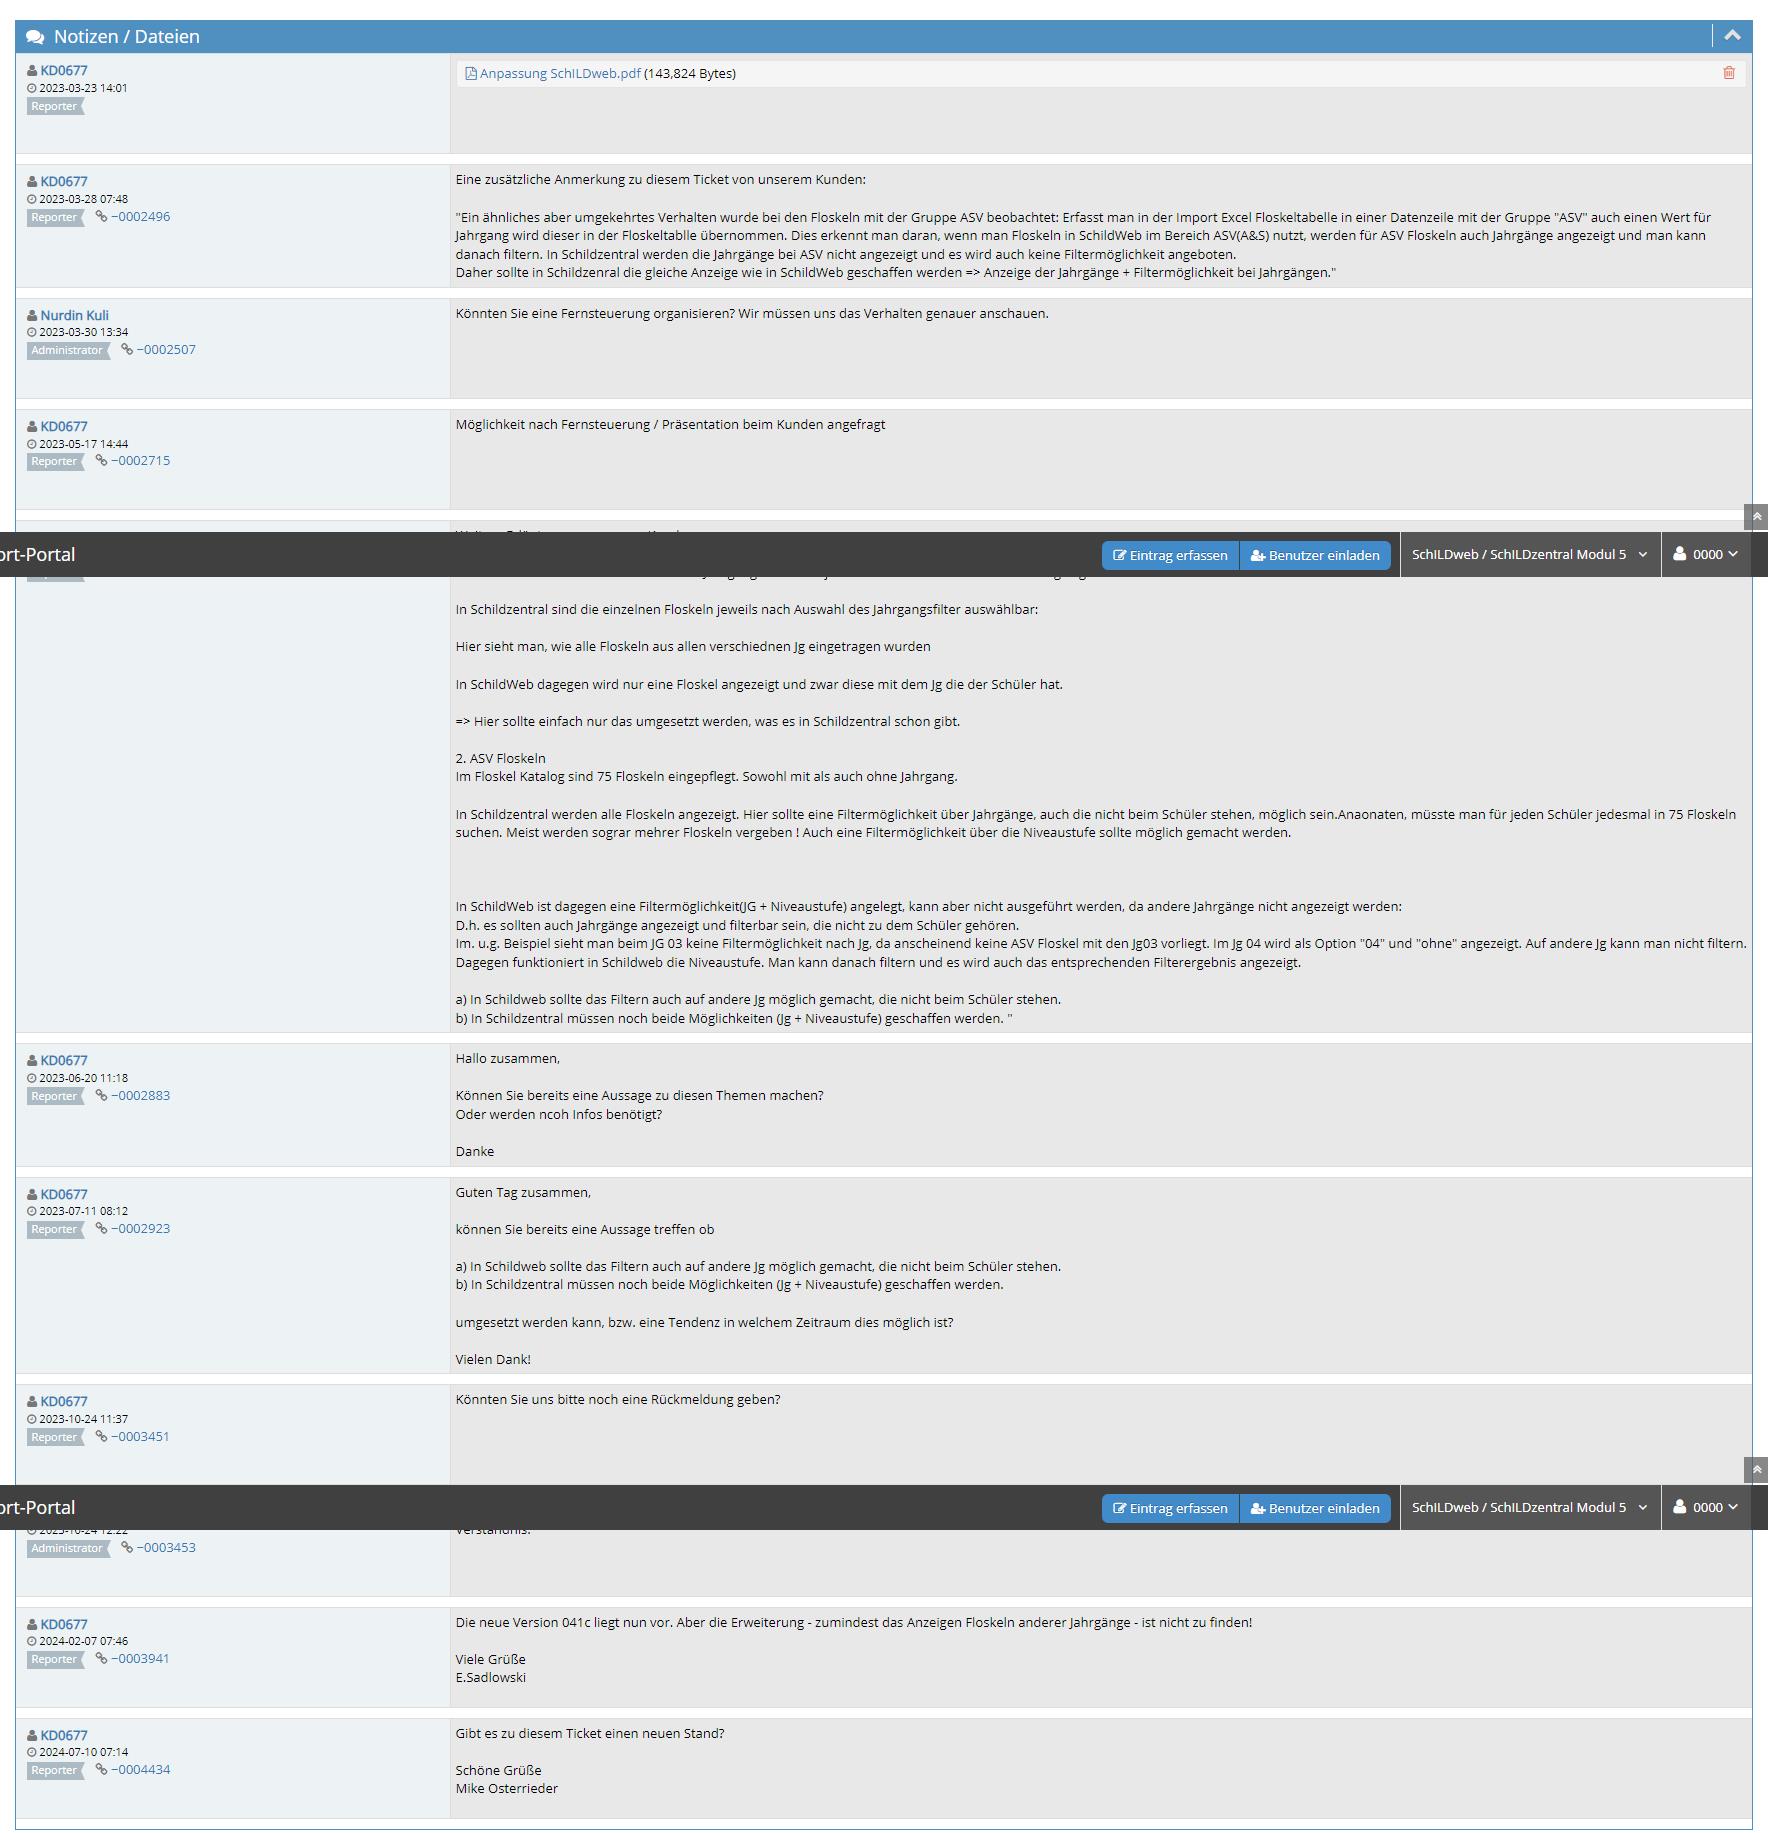 Notizen / Dateien
KD0677
2023-03-23 14:01
Reporter
Anpassung SchILDweb.pdf (143,824 Bytes)
KD0677
2023-03-28 07:48
Reporter ~0002496
Eine zusätzliche Anmerkung zu diesem Ticket von unserem Kunden:
"Ein ähnliches aber umgekehrtes Verhalten wurde bei den Floskeln mit der Gruppe ASV beobachtet: Erfasst man in der Import Excel Floskeltabelle in einer Datenzeile mit der Gruppe "ASV" auch einen Wert für
Jahrgang wird dieser in der Floskeltablle übernommen. Dies erkennt man daran, wenn man Floskeln in SchildWeb im Bereich ASV(A&S) nutzt, werden für ASV Floskeln auch Jahrgänge angezeigt und man kann
danach filtern. In Schildzentral werden die Jahrgänge bei ASV nicht angezeigt und es wird auch keine Filtermöglichkeit angeboten.
Daher sollte in Schildzenral die gleiche Anzeige wie in SchildWeb geschaffen werden => Anzeige der Jahrgänge + Filtermöglichkeit bei Jahrgängen."
Nurdin Kuli
2023-03-30 13:34
Administrator ~0002507
Könnten Sie eine Fernsteuerung organisieren? Wir müssen uns das Verhalten genauer anschauen.
KD0677
2023-05-17 14:44
Reporter ~0002715
Möglichkeit nach Fernsteuerung / Präsentation beim Kunden angefragt
ort-Portal
Eintrag erfassen
Benutzer einladen
SchILDweb / SchILDzentral Modul 5
0000
In Schildzentral sind die einzelnen Floskeln jeweils nach Auswahl des Jahrgangsfilter auswählbar:
Hier sieht man, wie alle Floskeln aus allen verschiednen Jg eingetragen wurden
In SchildWeb dagegen wird nur eine Floskel angezeigt und zwar diese mit dem Jg die der Schüler hat.
=> Hier sollte einfach nur das umgesetzt werden, was es in Schildzentral schon gibt.
2. ASV Floskeln
Im Floskel Katalog sind 75 Floskeln eingepflegt. Sowohl mit als auch ohne Jahrgang.
In Schildzentral werden alle Floskeln angezeigt. Hier sollte eine Filtermöglichkeit über Jahrgänge, auch die nicht beim Schüler stehen, möglich sein.Anaonaten, müsste man für jeden Schüler jedesmal in 75 Floskeln
suchen. Meist werden sograr mehrer Floskeln vergeben ! Auch eine Filtermöglichkeit über die Niveaustufe sollte möglich gemacht werden.
In SchildWeb ist dagegen eine Filtermöglichkeit(JG + Niveaustufe) angelegt, kann aber nicht ausgeführt werden, da andere Jahrgänge nicht angezeigt werden:
D.h. es sollten auch Jahrgänge angezeigt und filterbar sein, die nicht zu dem Schüler gehören.
Im. u.g. Beispiel sieht man beim JG 03 keine Filtermöglichkeit nach Jg, da anscheinend keine ASV Floskel mit den Jg03 vorliegt. Im Jg 04 wird als Option "04" und "ohne" angezeigt. Auf andere Jg kann man nicht filtern.
Dagegen funktioniert in Schildweb die Niveaustufe. Man kann danach filtern und es wird auch das entsprechenden Filterergebnis angezeigt.
a) In Schildweb sollte das Filtern auch auf andere Jg möglich gemacht, die nicht beim Schüler stehen.
b) In Schildzentral müssen noch beide Möglichkeiten (Jg + Niveaustufe) geschaffen werden. "
KD0677
2023-06-20 11:18
Reporter ~0002883
Hallo zusammen,
Können Sie bereits eine Aussage zu diesen Themen machen?
Oder werden ncoh Infos benötigt?
Danke
KD0677
2023-07-11 08:12
Reporter ~0002923
Guten Tag zusammen,
können Sie bereits eine Aussage treffen ob
a) In Schildweb sollte das Filtern auch auf andere Jg möglich gemacht, die nicht beim Schüler stehen.
b) In Schildzentral müssen noch beide Möglichkeiten (Jg + Niveaustufe) geschaffen werden.
umgesetzt werden kann, bzw. eine Tendenz in welchem Zeitraum dies möglich ist?
Vielen Dank!
KD0677
2023-10-24 11:37
Reporter ~0003451
Könnten Sie uns bitte noch eine Rückmeldung geben?
ort-Portal
Eintrag erfassen
Benutzer einladen
SchILDweb / SchILDzentral Modul 5
0000
2023-10-24 12:22
Administrator ~0003453
Verständnis.
KD0677
2024-02-07 07:46
Reporter ~0003941
Die neue Version 041c liegt nun vor. Aber die Erweiterung - zumindest das Anzeigen Floskeln anderer Jahrgänge - ist nicht zu finden!
Viele Grüße
E.Sadlowski
KD0677
2024-07-10 07:14
Reporter ~0004434
Gibt es zu diesem Ticket einen neuen Stand?
Schöne Grüße
Mike Osterrieder